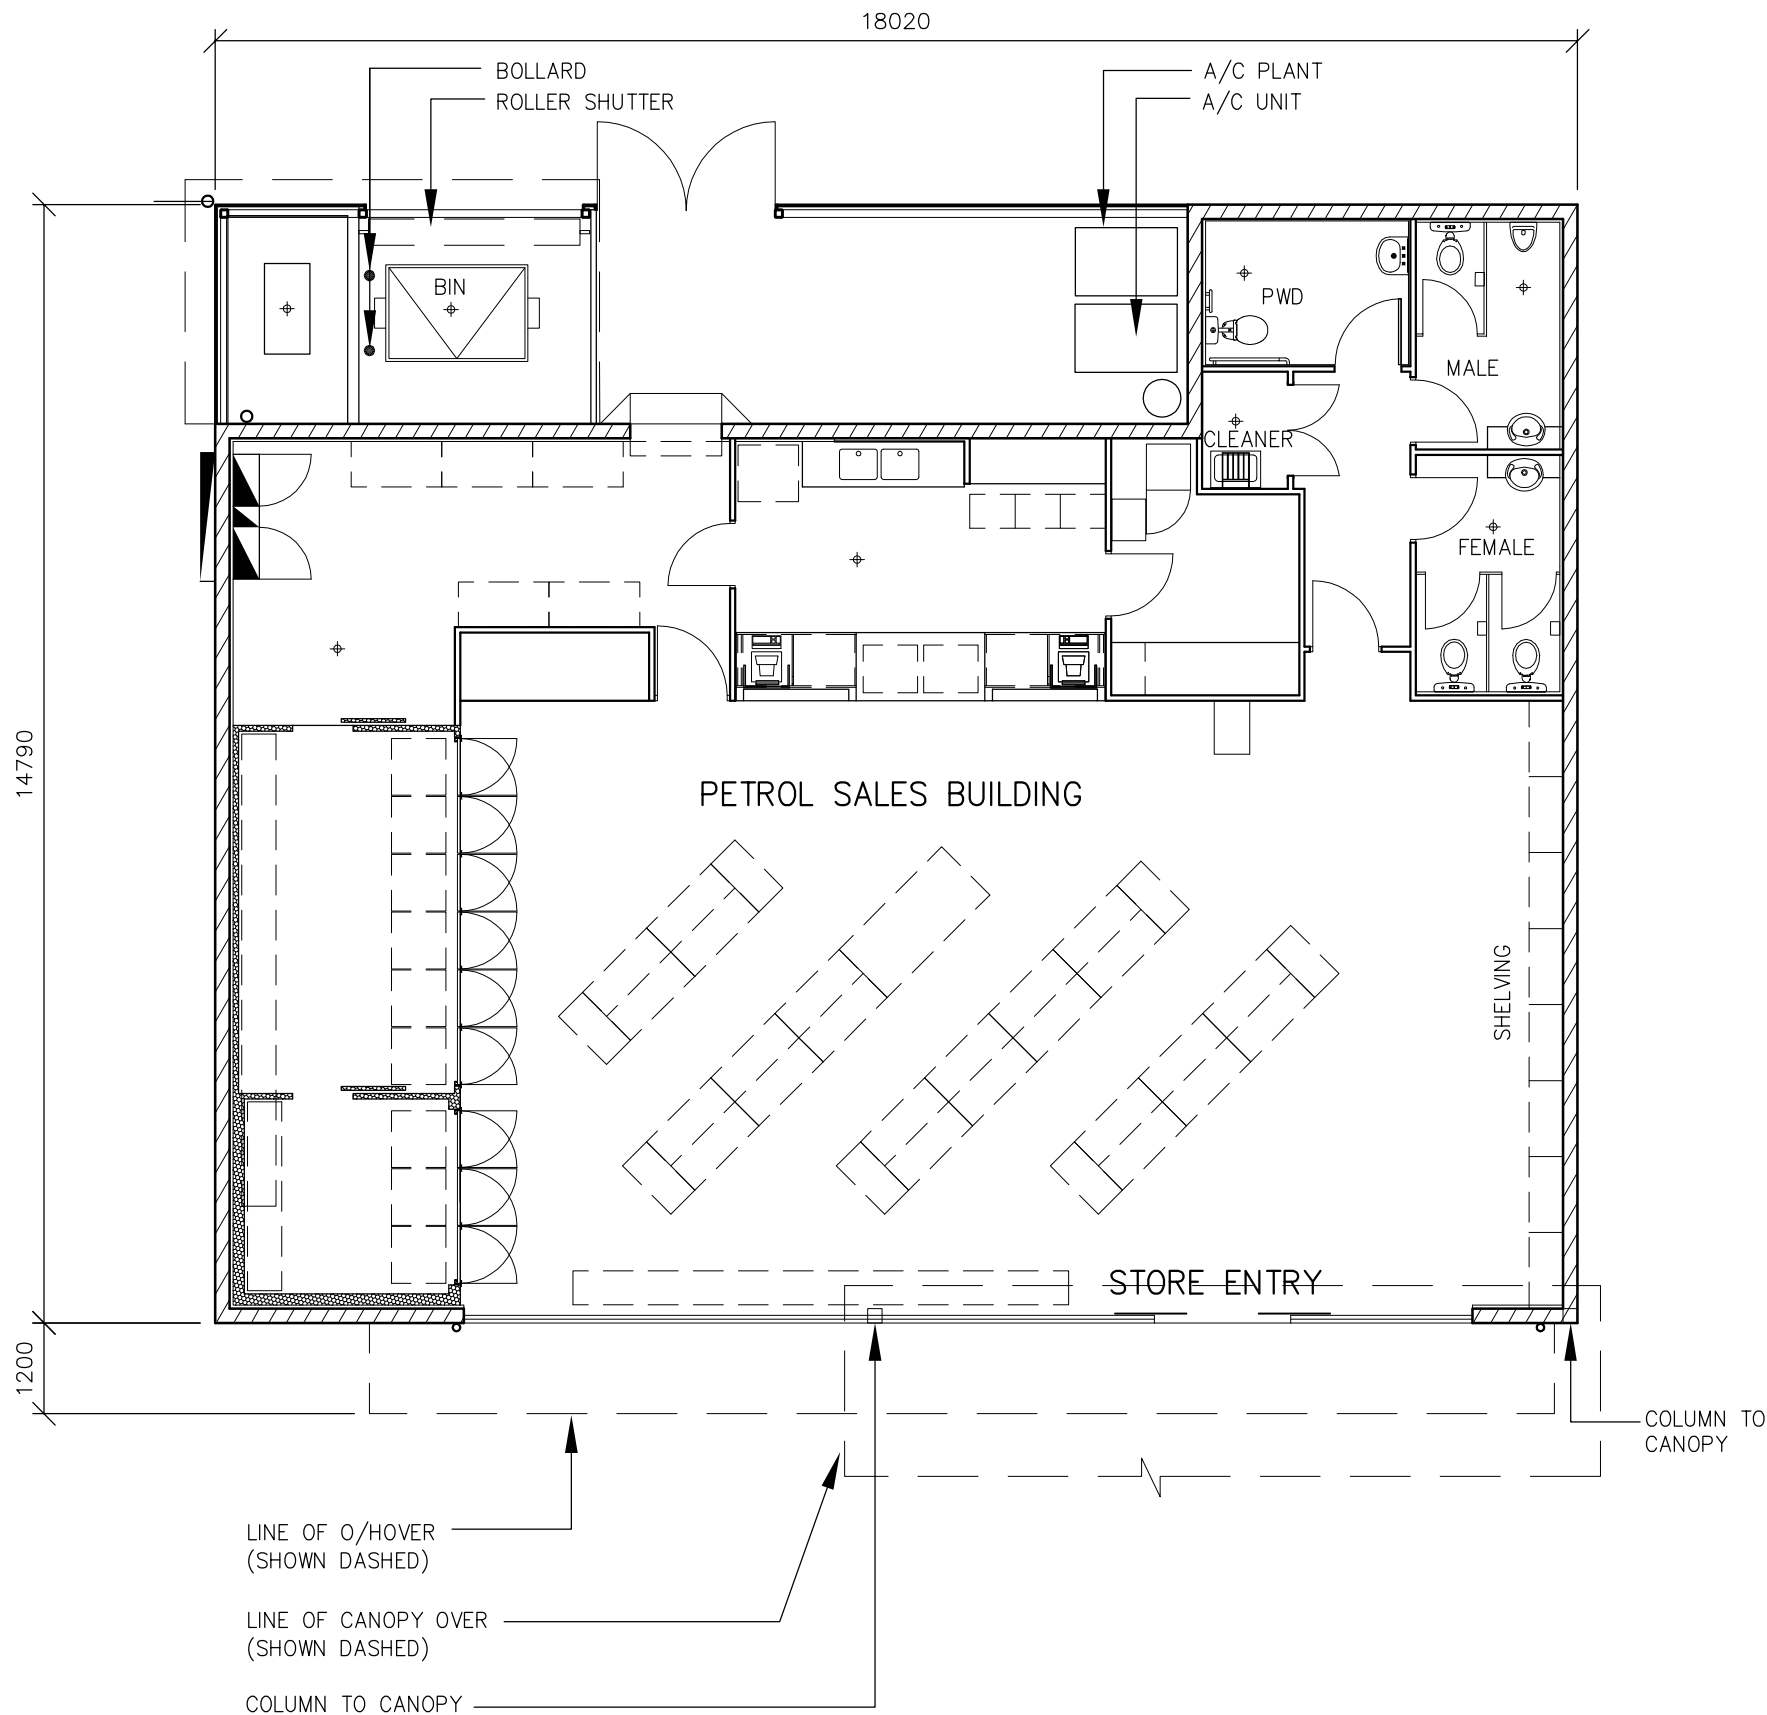 18020
BOLLARD
ROLLER SHUTTER
A/C PLANT
A/C UNIT
BIN
PWD
MALE
CLEANER
FEMALE
14790
PETROL SALES BUILDING
SHELVING
STORE ENTRY
1200
COLUMN TO
CANOPY
LINE OF O/HOVER
(SHOWN DASHED)
LINE OF CANOPY OVER
(SHOWN DASHED)
COLUMN TO CANOPY